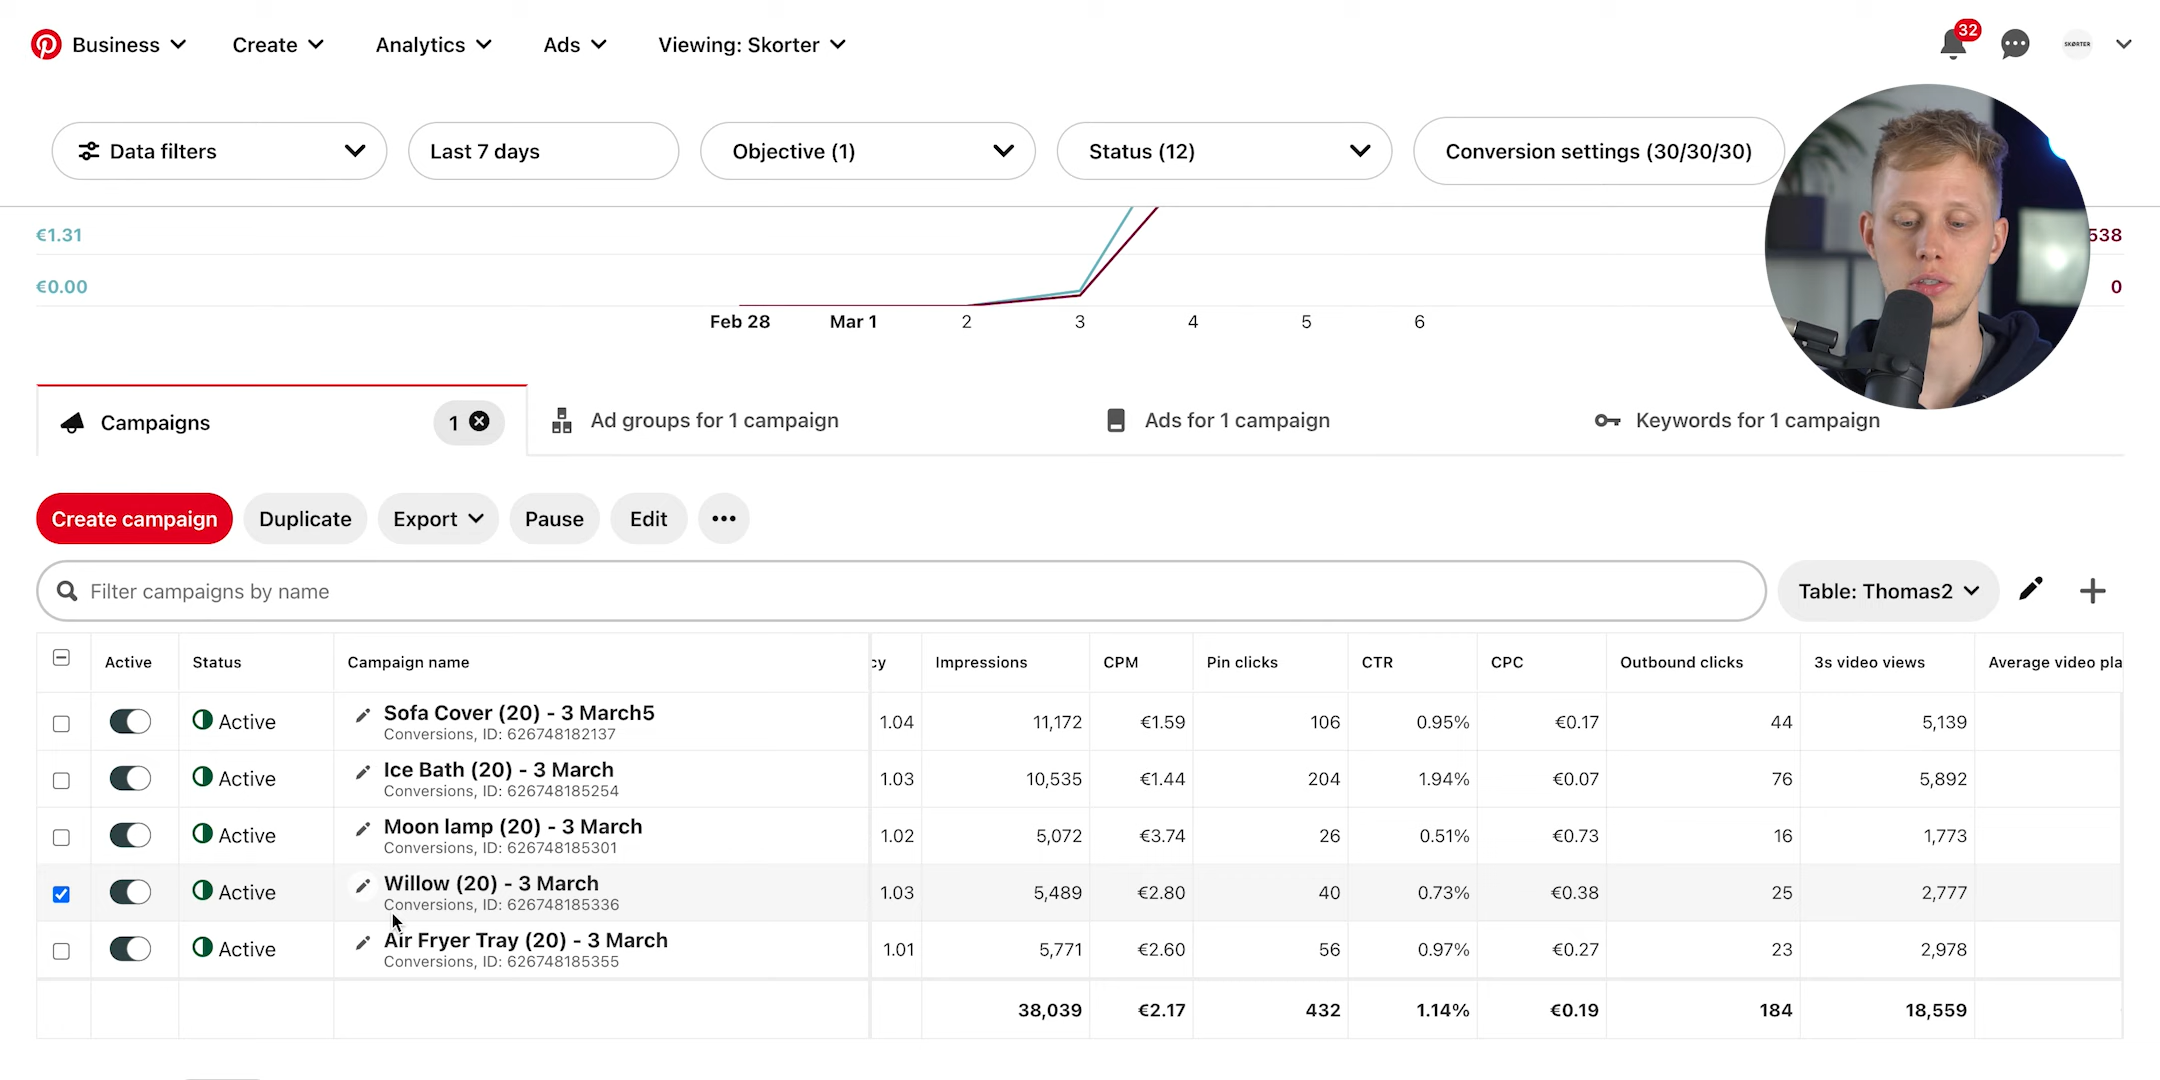 Business Create Analytics Ads Viewing: Skorter 32 SKØRTER
Data filters Last 7 days Objective (1) Status (12) Conversion settings (30/30/30)
€1.31 538
€0.00 0
Feb 28 Mar 1 2 3 4 5 6
Campaigns 1 Ad groups for 1 campaign Ads for 1 campaign Keywords for 1 campaign
Create campaign Duplicate Export Pause Edit
Filter campaigns by name Table: Thomas2
Active Status Campaign name cy Impressions CPM Pin clicks CTR CPC Outbound clicks 3s video views Average video pla
Active Sofa Cover (20) - 3 March5 1.04 11,172 €1.59 106 0.95% €0.17 44 5,139
Conversions, ID: 626748182137
Active Ice Bath (20) - 3 March 1.03 10,535 €1.44 204 1.94% €0.07 76 5,892
Conversions, ID: 626748185254
Active Moon lamp (20) - 3 March 1.02 5,072 €3.74 26 0.51% €0.73 16 1,773
Conversions, ID: 626748185301
Active Willow (20) - 3 March 1.03 5,489 €2.80 40 0.73% €0.38 25 2,777
Conversions, ID: 626748185336
Active Air Fryer Tray (20) - 3 March 1.01 5,771 €2.60 56 0.97% €0.27 23 2,978
Conversions, ID: 626748185355
38,039 €2.17 432 1.14% €0.19 184 18,559